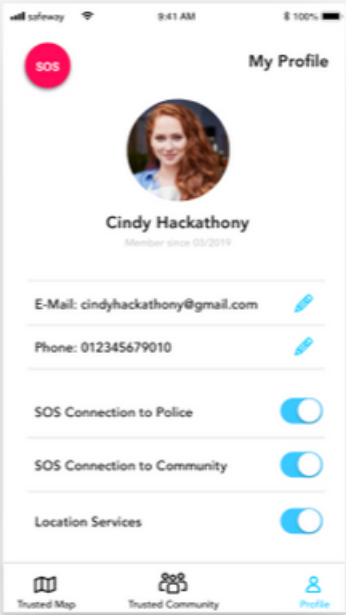 safeway 9:41 AM 100%
SOS
My Profile
Cindy Hackathony
Member since 03/2019
E-Mail: cindyhackathony@gmail.com
Phone: 012345679010
SOS Connection to Police
SOS Connection to Community
Location Services
Trusted Map Trusted Community Profile